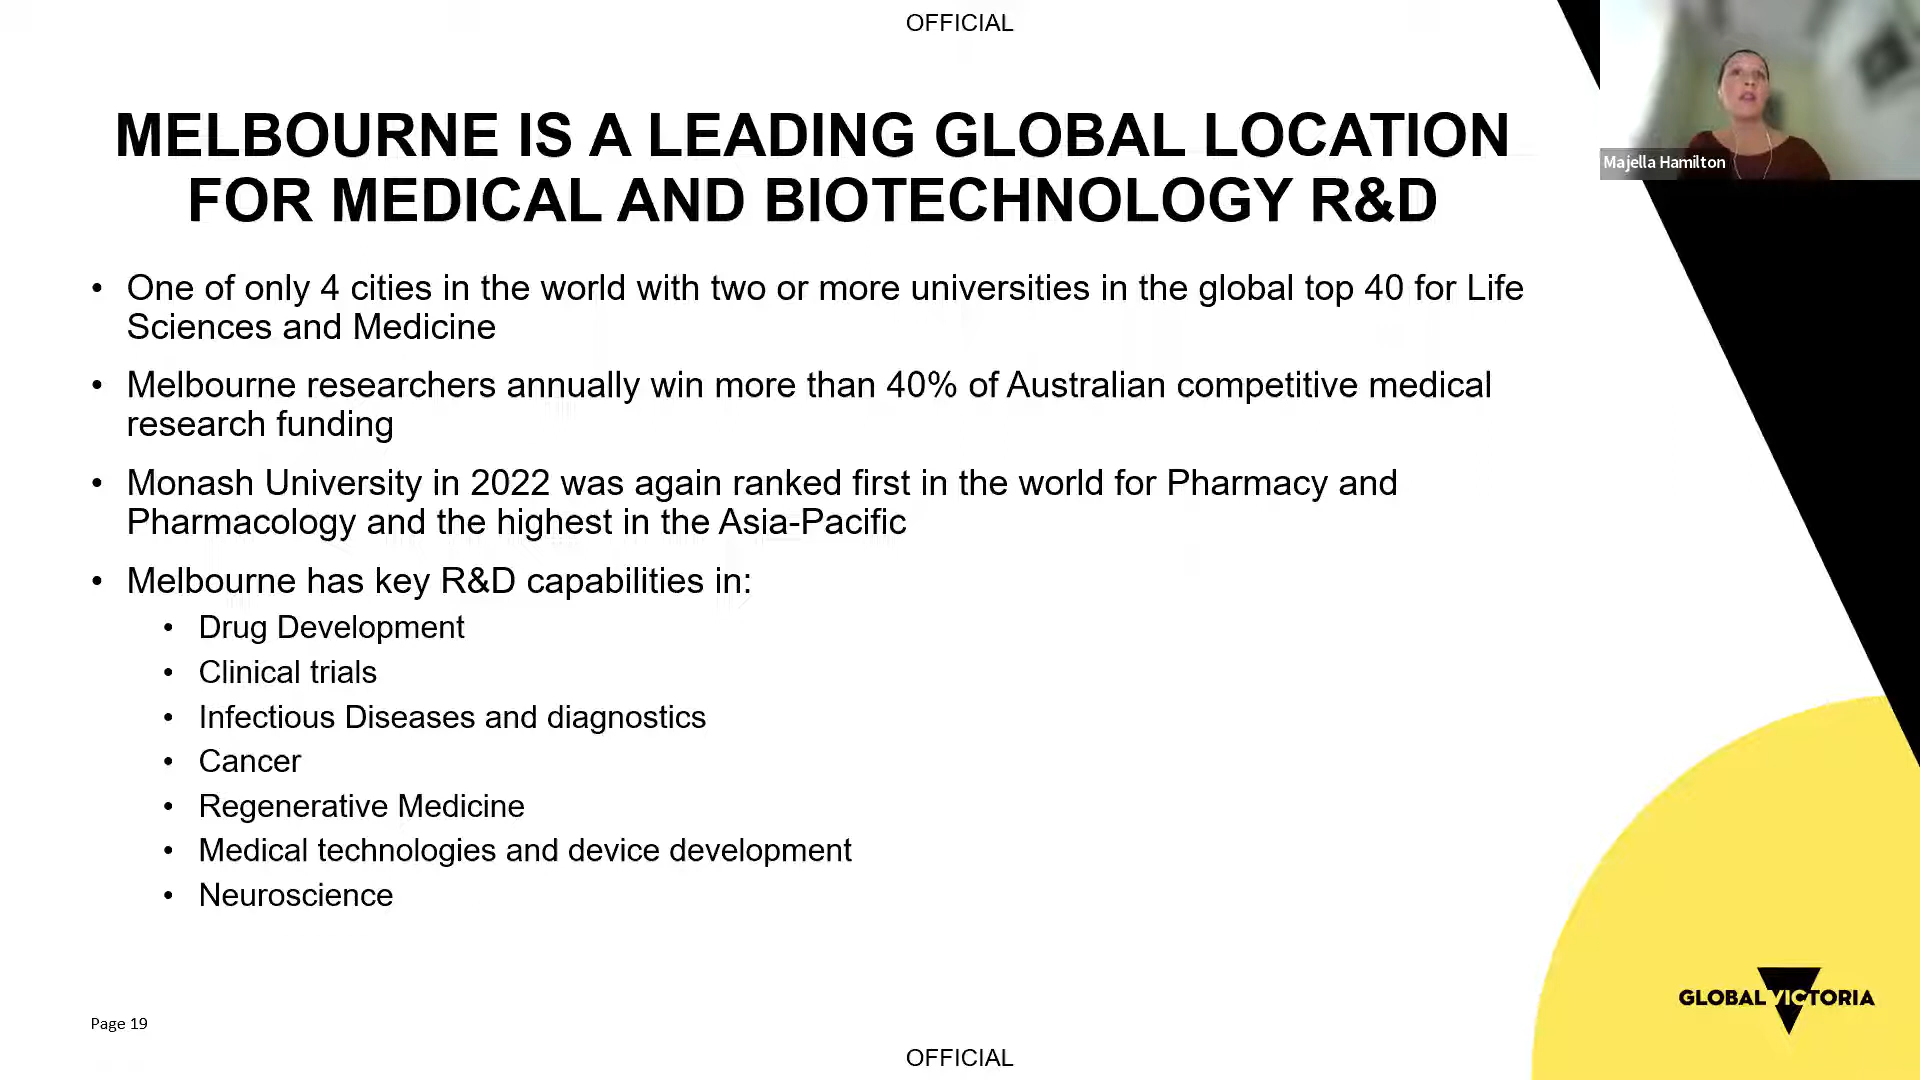 OFFICIAL
MELBOURNE IS A LEADING GLOBAL LOCATION
FOR MEDICAL AND BIOTECHNOLOGY R&D
Majella Hamilton
• One of only 4 cities in the world with two or more universities in the global top 40 for Life
Sciences and Medicine
• Melbourne researchers annually win more than 40% of Australian competitive medical
research funding
• Monash University in 2022 was again ranked first in the world for Pharmacy and
Pharmacology and the highest in the Asia-Pacific
• Melbourne has key R&D capabilities in:
• Drug Development
• Clinical trials
• Infectious Diseases and diagnostics
• Cancer
• Regenerative Medicine
• Medical technologies and device development
• Neuroscience
GLOBAL VICTORIA
Page 19
OFFICIAL